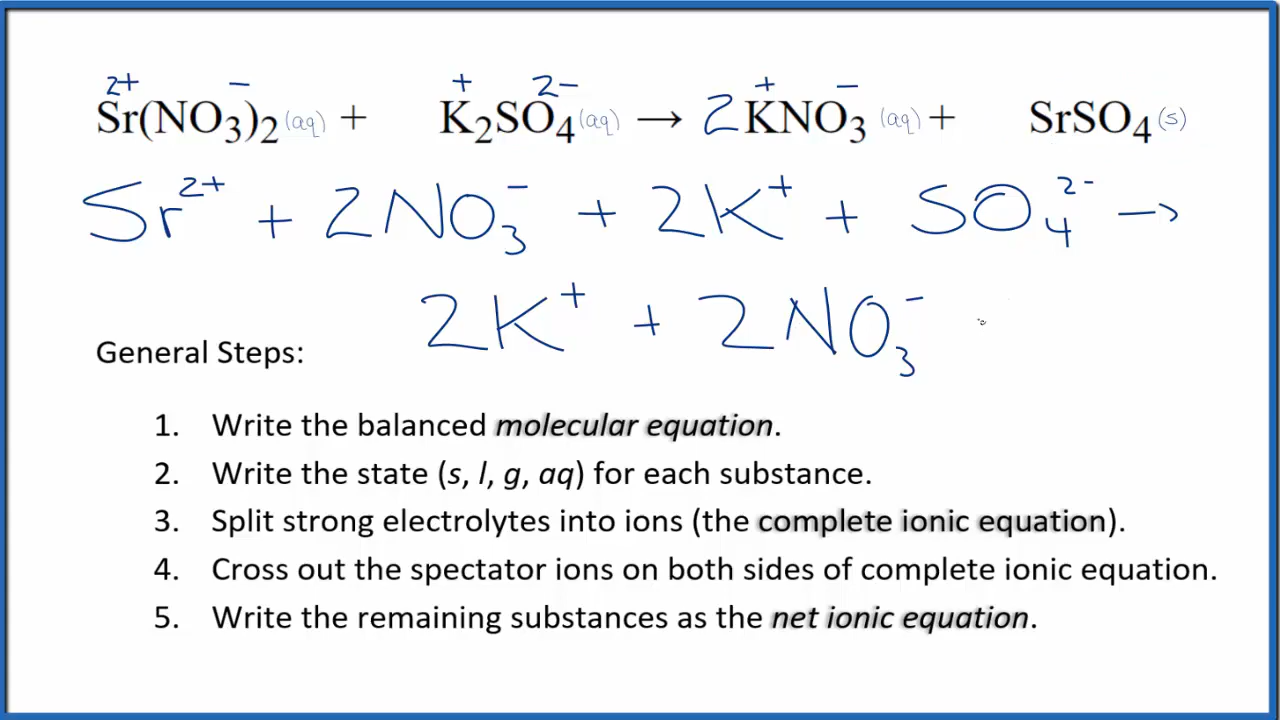 2+ − + 2− + −
Sr(NO₃)₂(aq) + K₂SO₄(aq) → 2KNO₃(aq) + SrSO₄(s)
Sr²⁺ + 2NO₃⁻ + 2K⁺ + SO₄²⁻ →
2K⁺ + 2NO₃⁻
General Steps:
1. Write the balanced molecular equation.
2. Write the state (s, l, g, aq) for each substance.
3. Split strong electrolytes into ions (the complete ionic equation).
4. Cross out the spectator ions on both sides of complete ionic equation.
5. Write the remaining substances as the net ionic equation.